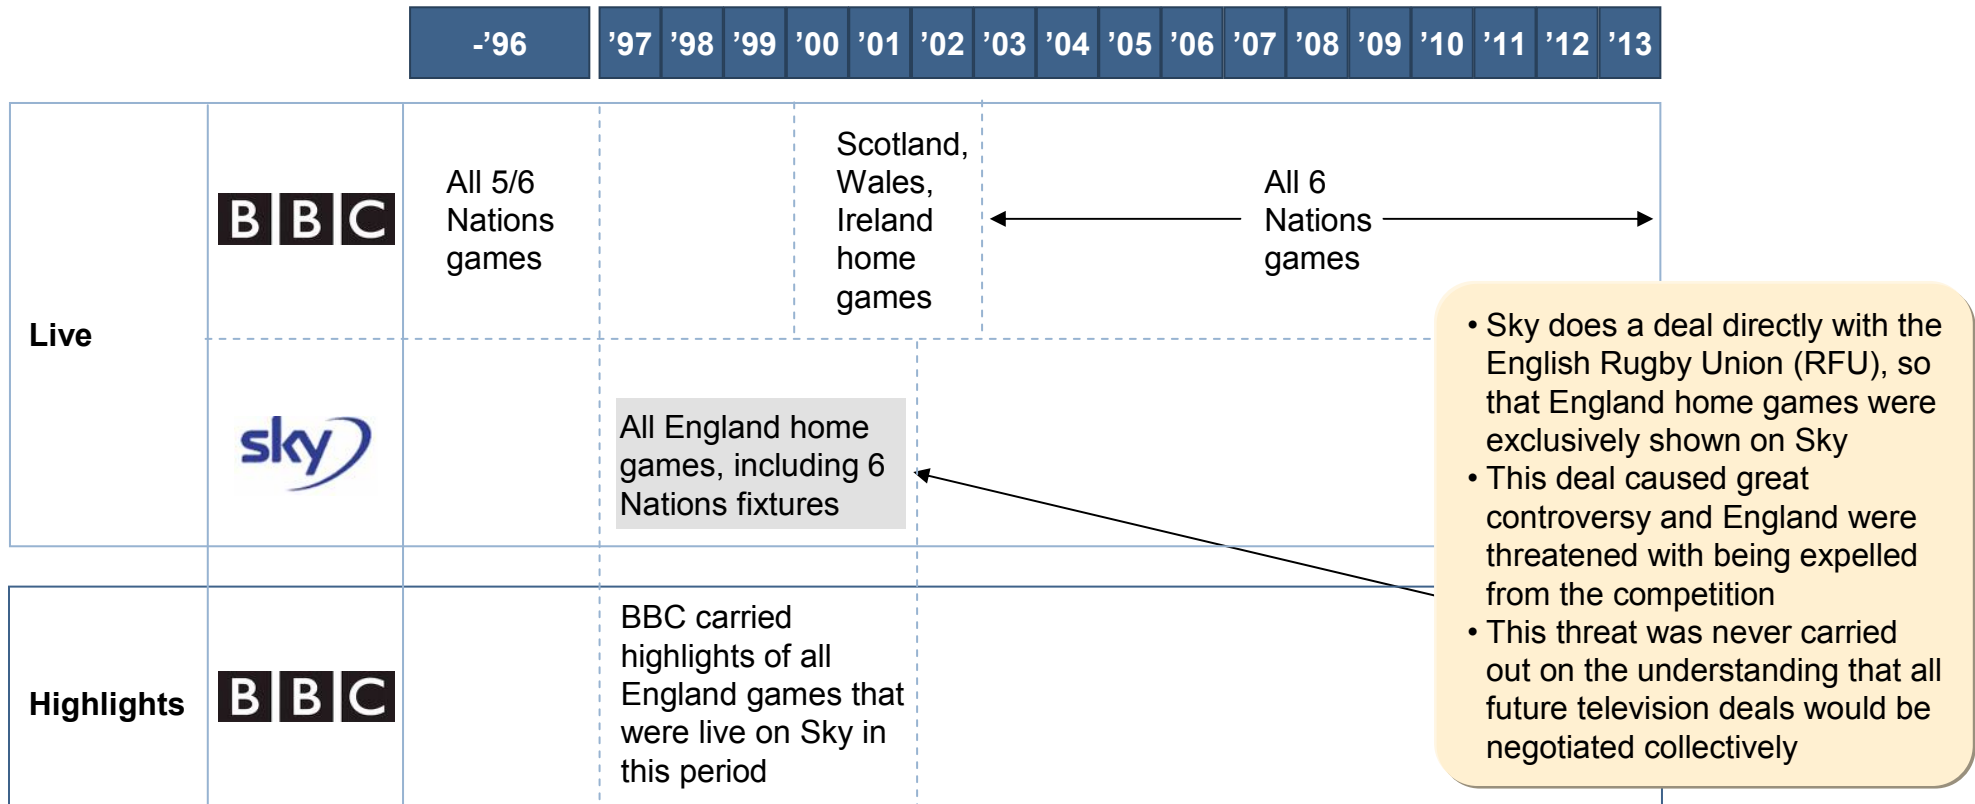 -’96 ’97 ’98 ’99 ’00 ’01 ’02 ’03 ’04 ’05 ’06 ’07 ’08 ’09 ’10 ’11 ’12 ’13
Live
BBC
All 5/6
Nations
games
Scotland,
Wales,
Ireland
home
games
All 6
Nations
games
sky
All England home
games, including 6
Nations fixtures
• Sky does a deal directly with the
English Rugby Union (RFU), so
that England home games were
exclusively shown on Sky
• This deal caused great
controversy and England were
threatened with being expelled
from the competition
• This threat was never carried
out on the understanding that all
future television deals would be
negotiated collectively
Highlights
BBC
BBC carried
highlights of all
England games that
were live on Sky in
this period